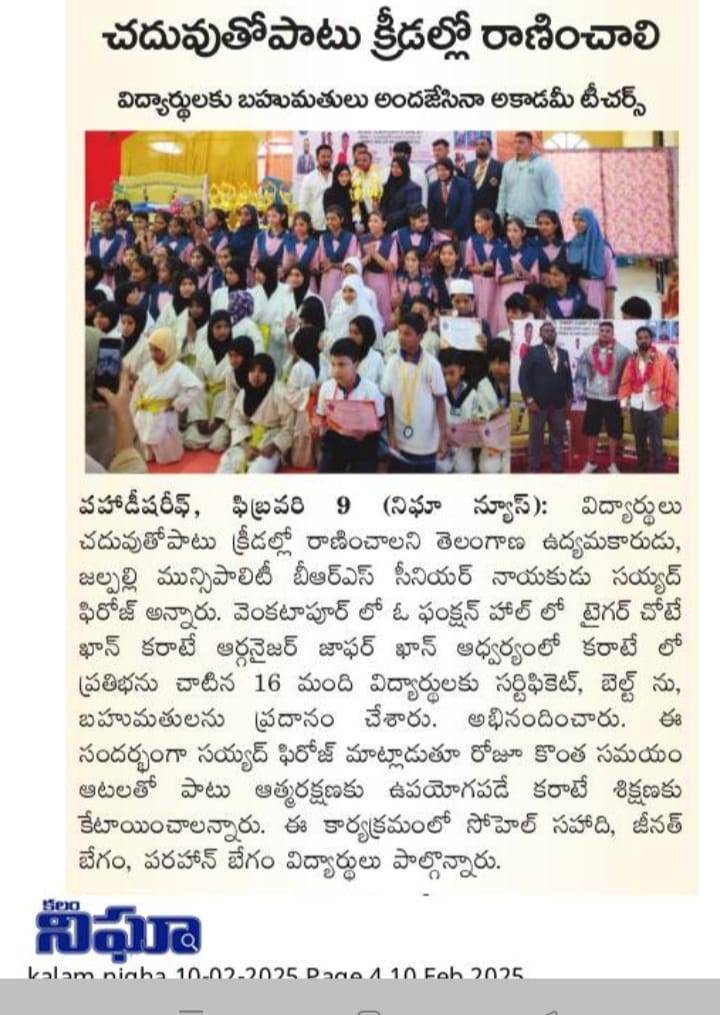 చదువుతోపాటు క్రీడల్లో రాణించాలి
విద్యార్థులకు బహుమతులు అందజేసినా అకాడమీ టీచర్స్
వహాడీషరీఫ్, ఫిబ్రవరి 9 (నిఘా న్యూస్): విద్యార్థులు
చదువుతోపాటు క్రీడల్లో రాణించాలని తెలంగాణ ఉద్యమకారుడు,
జల్పల్లి మున్సిపాలిటీ బీఆర్ఎస్ సీనియర్ నాయకుడు సయ్యద్
ఫిరోజ్ అన్నారు. వెంకటాపూర్ లో ఓ ఫంక్షన్ హాల్ లో టైగర్ చోటే
ఖాన్ కరాటే ఆర్గనైజర్ జాఫర్ ఖాన్ ఆధ్వర్యంలో కరాటే లో
ప్రతిభను చాటిన 16 మంది విద్యార్థులకు సర్టిఫికెట్, బెల్ట్ ను,
బహుమతులను ప్రదానం చేశారు. అభినందించారు. ఈ
సందర్భంగా సయ్యద్ ఫిరోజ్ మాట్లాడుతూ రోజూ కొంత సమయం
ఆటలతో పాటు ఆత్మరక్షణకు ఉపయోగపడే కరాటే శిక్షణకు
కేటాయించాలన్నారు. ఈ కార్యక్రమంలో సోహెల్ సహాది, జీనత్
బేగం, పరహాన్ బేగం విద్యార్థులు పాల్గొన్నారు.
కలం
నిఘా
kalam nigha 10-02-2025 Page 4 10 Feb 2025